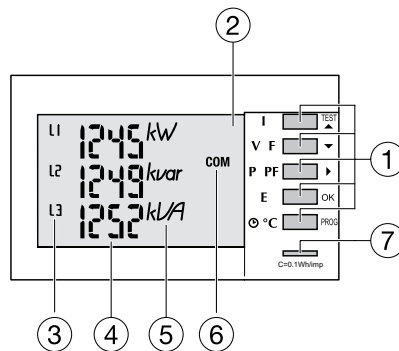 2
L1 1245 kW
L2 1249 kvar
L3 1252 kVA
COM
I TEST
V F
P PF
E OK
°C PROG
C=0.1Wh/imp
1
7
3 4 5 6